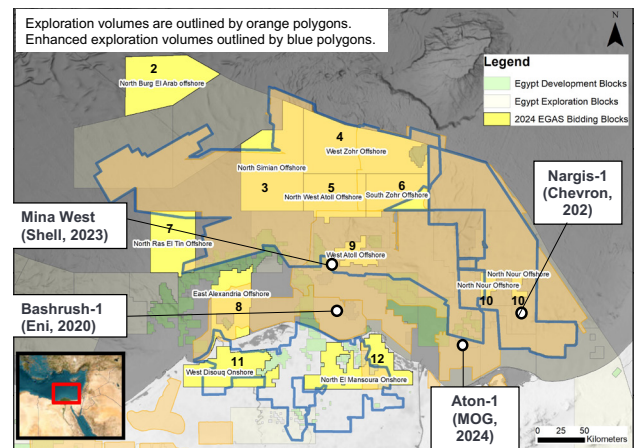 Exploration volumes are outlined by orange polygons.
Enhanced exploration volumes outlined by blue polygons.
N
Legend
Egypt Development Blocks
Egypt Exploration Blocks
2024 EGAS Bidding Blocks
2
North Burg El Arab offshore
4
West Zohr Offshore
North Simian Offshore
3
5
6
North West Atoll Offshore
South Zohr Offshore
Nargis-1
(Chevron,
202)
Mina West
(Shell, 2023)
7
North Ras El Tin Offshore
9
West Atoll Offshore
North Nour Offshore
North Nour Offshore
10
10
East Alexandria Offshore
8
Bashrush-1
(Eni, 2020)
11
West Disouq Onshore
12
North El Mansoura Onshore
Aton-1
(MOG,
2024)
0 25 50
Kilometers